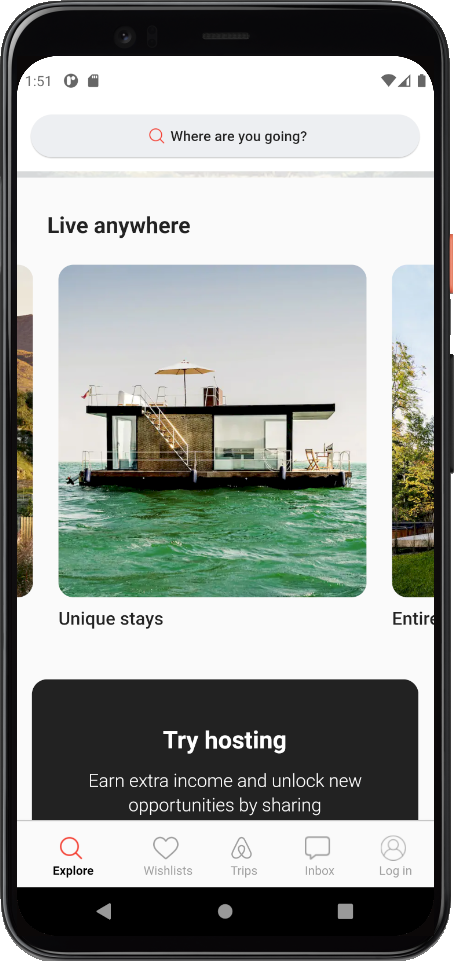 1:51
Where are you going?
Live anywhere
Unique stays
Entire
Try hosting
Earn extra income and unlock new
opportunities by sharing
Explore
Wishlists
Trips
Inbox
Log in